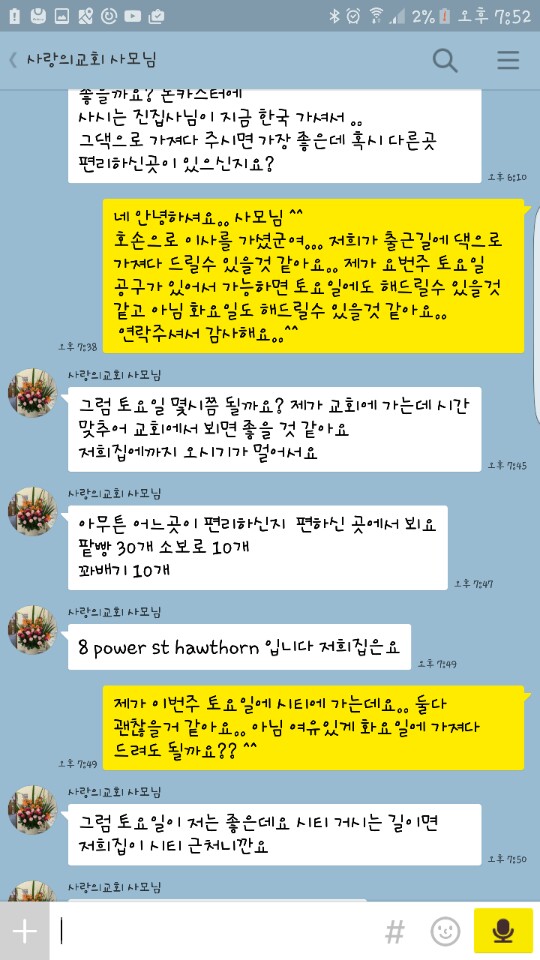 2% 오후 7:52
사랑의교회 사모님
좋을까요? 돈카스터에
사시는 진집사님이 지금 한국 가셔서 ..
그댁으로 가져다 주시면 가장 좋은데 혹시 다른곳
편리하신곳이 있으신지요?
오후 6:10
네 안녕하셔요.. 사모님 ^^
호손으로 이사를 가셨군여... 저희가 출근길에 댁으로
가져다 드릴수 있을것 같아요.. 제가 요번주 토요일
공구가 있어서 가능하면 토요일에도 해드릴수 있을것
같고 아님 화요일도 해드릴수 있을것 같아요..
연락주셔서 감사해요..^^
오후 7:38
사랑의교회 사모님
그럼 토요일 몇시쯤 될까요? 제가 교회에 가는데 시간
맞추어 교회에서 뵈면 좋을 것 같아요
저희집에까지 오시기가 멀어서요
오후 7:45
사랑의교회 사모님
아무튼 어느곳이 편리하신지 편하신 곳에서 뵈요
팥빵 30개 소보로 10개
꽈배기 10개
오후 7:47
사랑의교회 사모님
8 power st hawthorn 입니다 저희집은요
오후 7:49
제가 이번주 토요일에 시티에 가는데요.. 둘다
괜찮을거 같아요.. 아님 여유있게 화요일에 가져다
드려도 될까요?? ^^
오후 7:49
사랑의교회 사모님
그럼 토요일이 저는 좋은데요 시티 거시는 길이면
저희집이 시티 근처니깐요
오후 7:50
사랑의교회 사모님
#